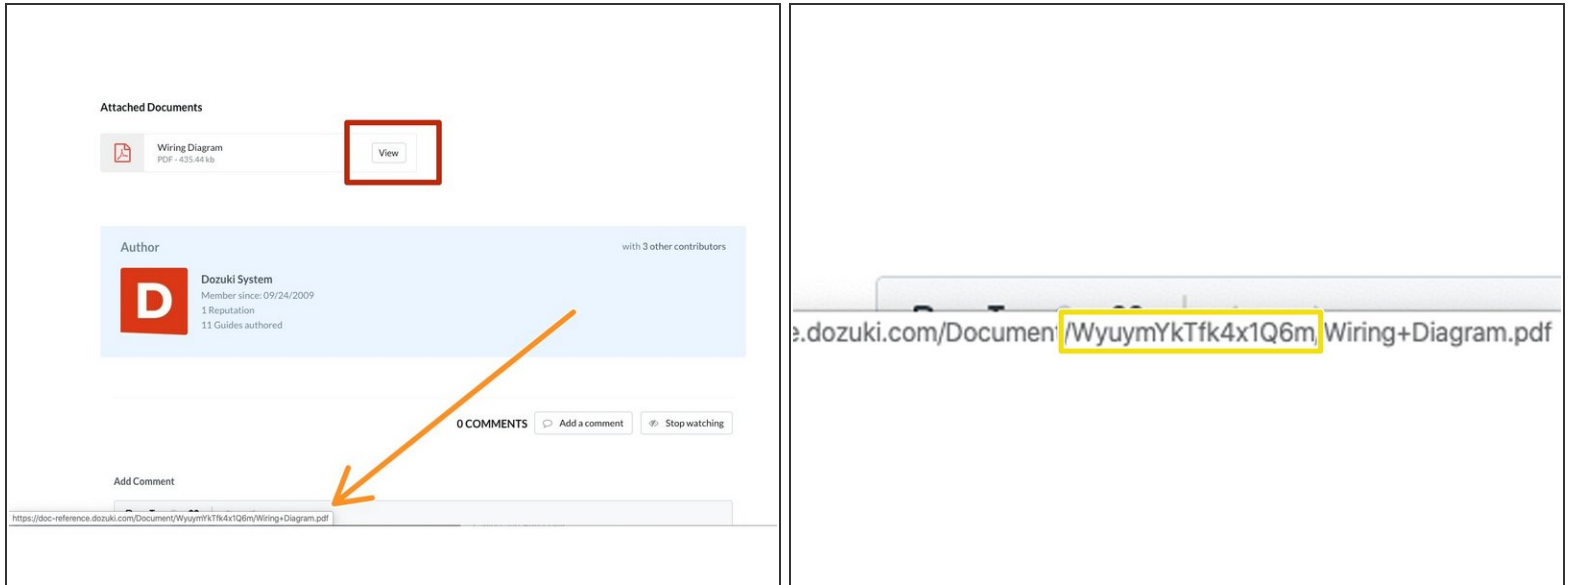 Attached Documents
Wiring Diagram
PDF - 435.44 kb
View
Author
with 3 other contributors
D
Dozuki System
Member since: 09/24/2009
1 Reputation
11 Guides authored
0 COMMENTS
Add a comment
Stop watching
Add Comment
https://doc-reference.dozuki.com/Document/WyuymYkTfk4x1Q6m/Wiring+Diagram.pdf
e.dozuki.com/Document/WyuymYkTfk4x1Q6m/Wiring+Diagram.pdf